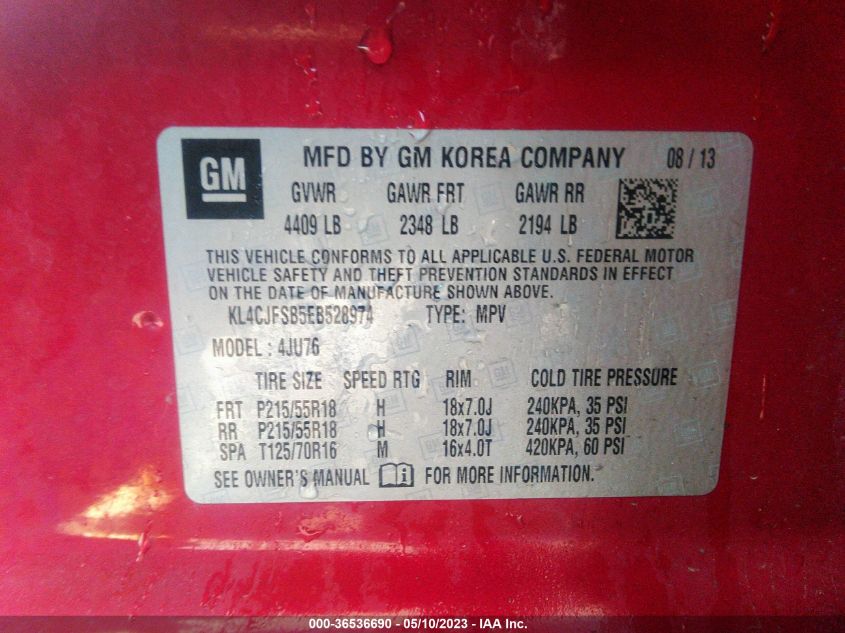 GM
MFD BY GM KOREA COMPANY 08 / 13
GVWR GAWR FRT GAWR RR
4409 LB 2348 LB 2194 LB
THIS VEHICLE CONFORMS TO ALL APPLICABLE U.S. FEDERAL MOTOR
VEHICLE SAFETY AND THEFT PREVENTION STANDARDS IN EFFECT
ON THE DATE OF MANUFACTURE SHOWN ABOVE.
KL4CJFSB5EB528974 TYPE: MPV
MODEL : 4JU76
TIRE SIZE SPEED RTG RIM COLD TIRE PRESSURE
FRT P215/55R18 H 18x7.0J 240KPA, 35 PSI
RR P215/55R18 H 18x7.0J 240KPA, 35 PSI
SPA T125/70R16 M 16x4.0T 420KPA, 60 PSI
SEE OWNER'S MANUAL FOR MORE INFORMATION.
000-36536690 - 05/10/2023 - IAA Inc.